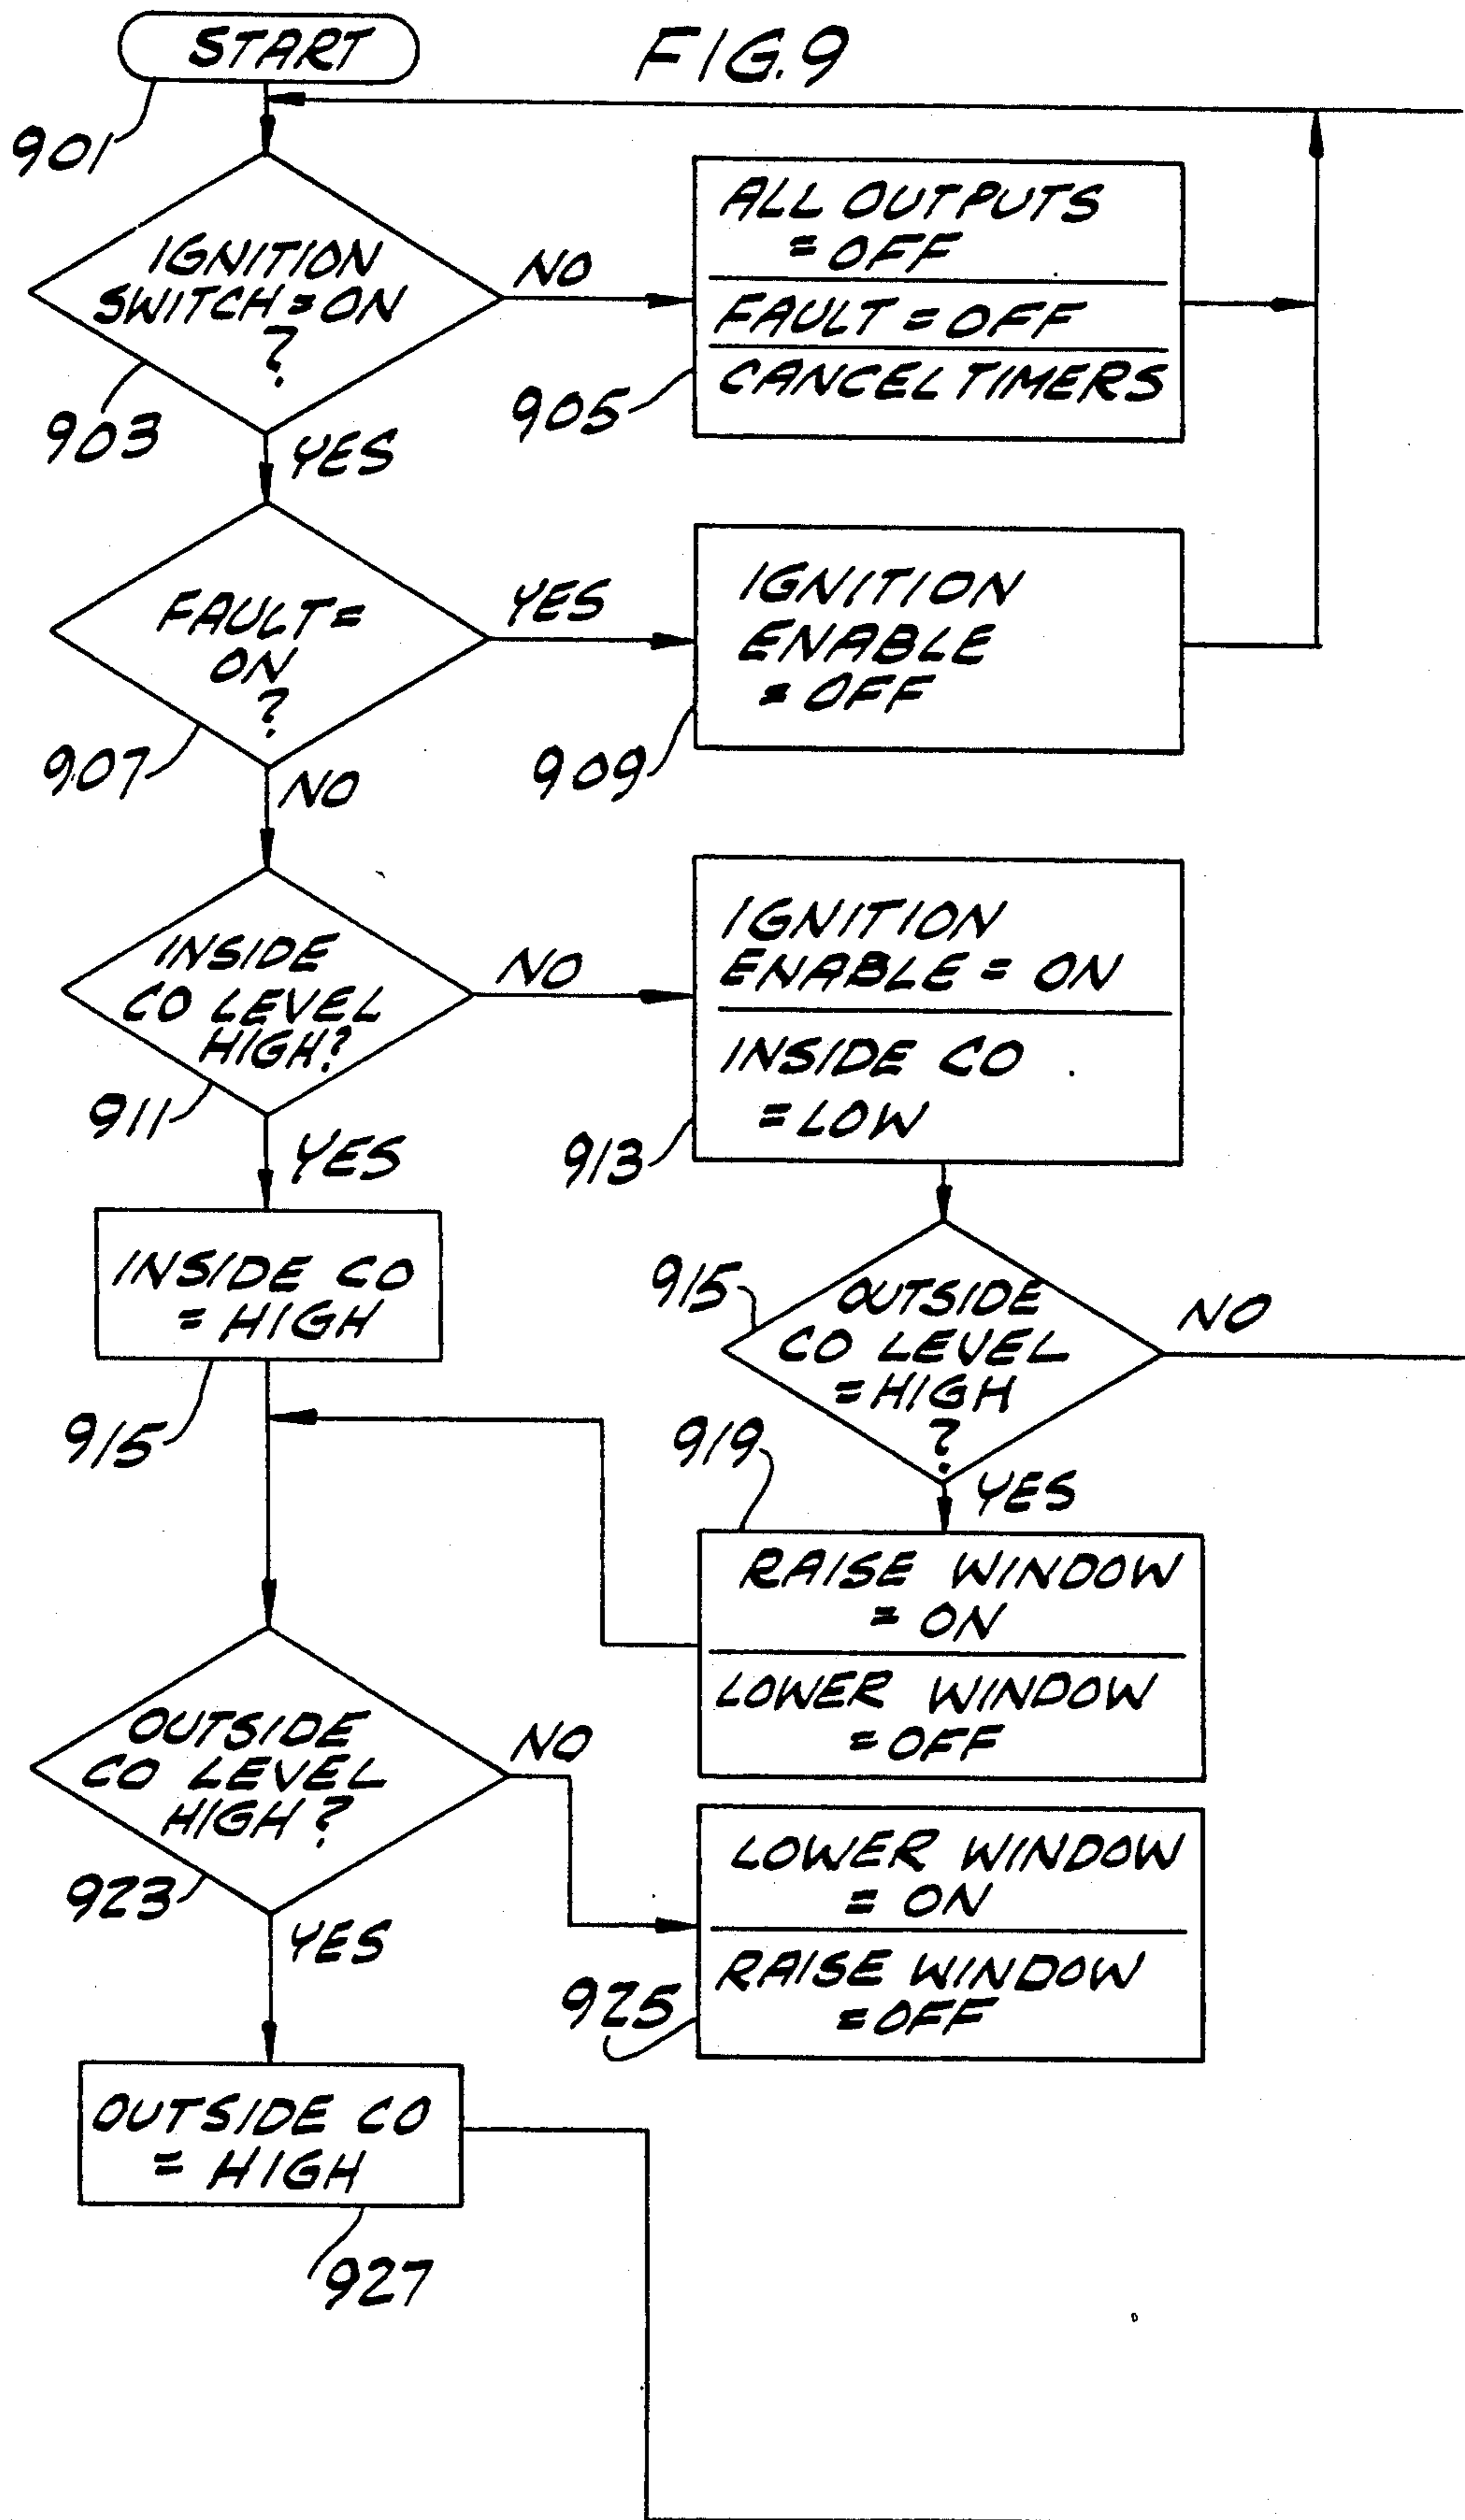 START
FIG.9
901
IGNITION
SWITCH=ON
?
903
NO
ALL OUTPUTS
= OFF
FAULT = OFF
CANCEL TIMERS
905
YES
FAULT=
ON
?
907
YES
IGNITION
ENABLE
= OFF
909
NO
INSIDE
CO LEVEL
HIGH?
911
NO
IGNITION
ENABLE = ON
INSIDE CO
=LOW
913
YES
INSIDE CO
= HIGH
915
915
OUTSIDE
CO LEVEL
=HIGH
?
NO
YES
919
RAISE WINDOW
= ON
LOWER WINDOW
=OFF
OUTSIDE
CO LEVEL
HIGH?
923
NO
LOWER WINDOW
= ON
RAISE WINDOW
=OFF
925
YES
OUTSIDE CO
= HIGH
927